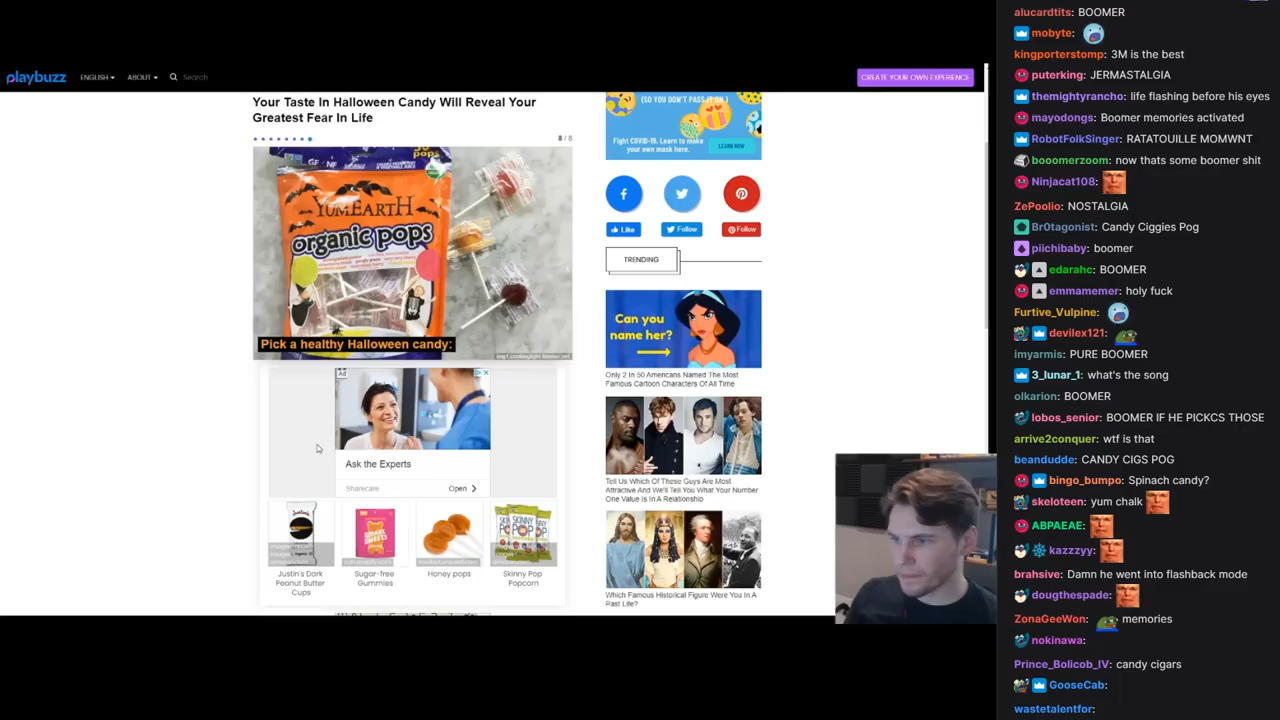 playbuzz
ENGLISH
ABOUT
Search
CREATE YOUR OWN EXPERIENCE
Your Taste In Halloween Candy Will Reveal Your
Greatest Fear In Life
8 / 8
pops
YUMEARTH
organic pops
Pick a healthy Halloween candy:
Ad
Ask the Experts
Sharecare
Open
Justin's Dark
Peanut Butter
Cups
Sugar-free
Gummies
Honey pops
Skinny Pop
Popcorn
(SO YOU DON'T PASS IT ON)
Fight COVID-19. Learn to make
your own mask here.
LEARN NOW
Like
Follow
Follow
TRENDING
Can you
name her?
Only 2 In 50 Americans Named The Most
Famous Cartoon Characters Of All Time
Tell Us Which Of These Guys Are Most
Attractive And We'll Tell You What Your Number
One Value Is In A Relationship
Which Famous Historical Figure Were You In A
Past Life?
alucardtits: BOOMER
mobyte:
kingporterstomp: 3M is the best
puterking: JERMASTALGIA
themightyrancho: life flashing before his eyes
mayodongs: Boomer memories activated
RobotFolkSinger: RATATOUILLE MOMWNT
booomerzoom: now thats some boomer shit
Ninjacat108:
ZePoolio: NOSTALGIA
Br0tagonist: Candy Ciggies Pog
piichibaby: boomer
edarahc: BOOMER
emmamemer: holy fuck
Furtive_Vulpine:
devilex121:
imyarmis: PURE BOOMER
3_lunar_1: what's the song
olkarion: BOOMER
lobos_senior: BOOMER IF HE PICKCS THOSE
arrive2conquer: wtf is that
beandudde: CANDY CIGS POG
bingo_bumpo: Spinach candy?
skeloteen: yum chalk
ABPAEAE:
kazzzyy:
brahsive: Damn he went into flashback mode
dougthespade:
ZonaGeeWon: memories
nokinawa:
Prince_Bolicob_IV: candy cigars
GooseCab:
wastetalentfor: